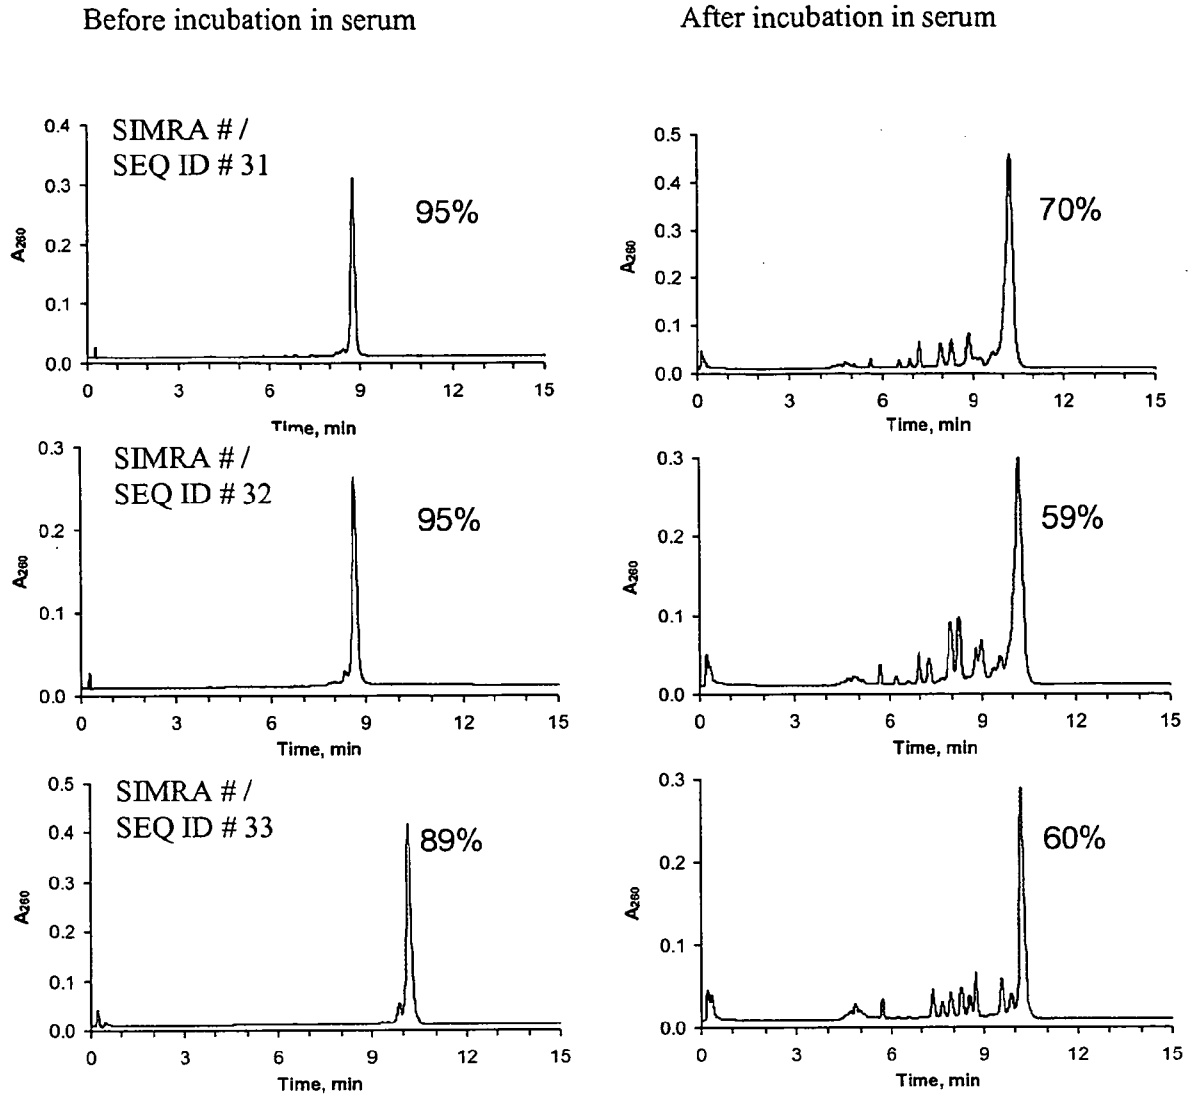 Before incubation in serum
After incubation in serum
SIMRA # /
SEQ ID # 31
95%
0.4
0.3
0.2
0.1
0.0
A260
0 3 6 9 12 15
Time, min
70%
0.5
0.4
0.3
0.2
0.1
0.0
A260
0 3 6 9 12 15
Time, min
SIMRA # /
SEQ ID # 32
95%
0.3
0.2
0.1
0.0
A260
0 3 6 9 12 15
Time, min
59%
0.3
0.2
0.1
0.0
A260
0 3 6 9 12 15
Time, min
SIMRA # /
SEQ ID # 33
89%
0.5
0.4
0.3
0.2
0.1
0.0
A260
0 3 6 9 12 15
Time, min
60%
0.3
0.2
0.1
0.0
A260
0 3 6 9 12 15
Time, min